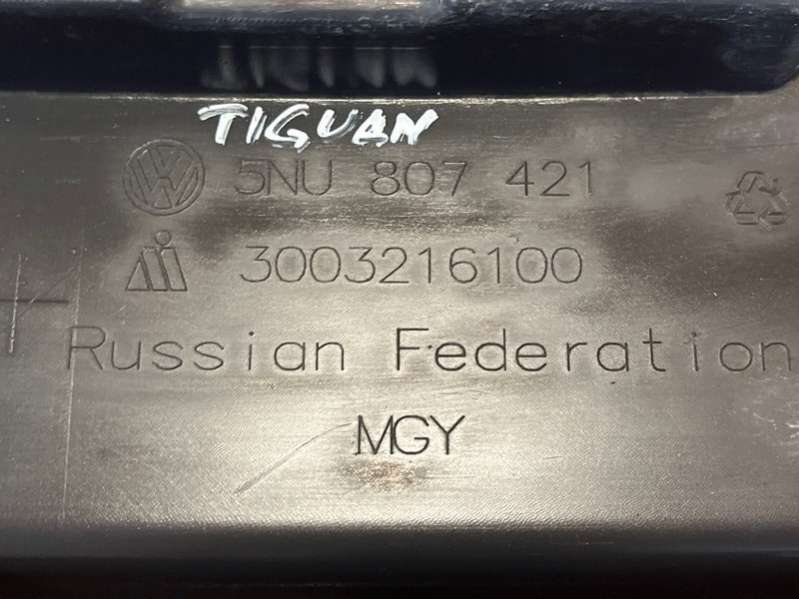 TIGUAN
5NU 807 421
3003216100
Russian Federation
MGY